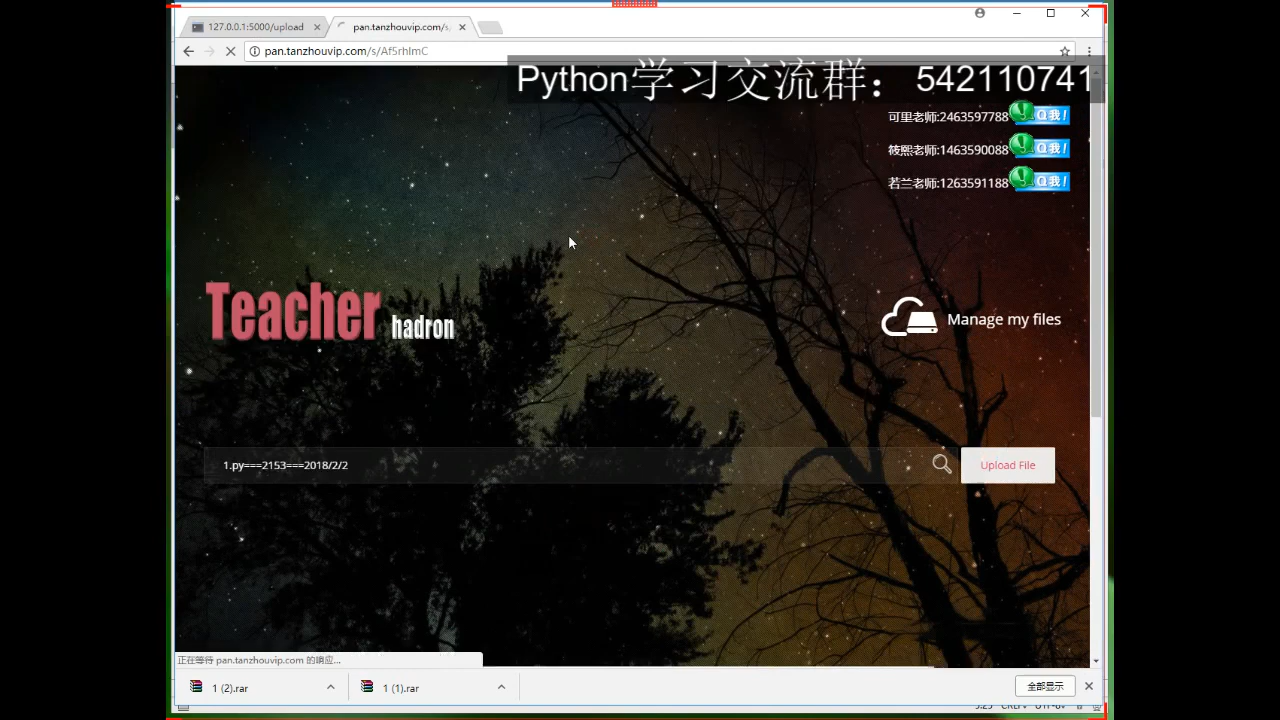 127.0.0.1:5000/upload
pan.tanzhouvip.com/s/
pan.tanzhouvip.com/s/Af5rhImC
Python学习交流群：542110741
可里老师:2463597788 Q我!
筱熙老师:1463590088 Q我!
若兰老师:1263591188 Q我!
Teacher hadron
Manage my files
1.py===2153===2018/2/2
Upload File
正在等待 pan.tanzhouvip.com 的响应...
1 (2).rar
1 (1).rar
全部显示